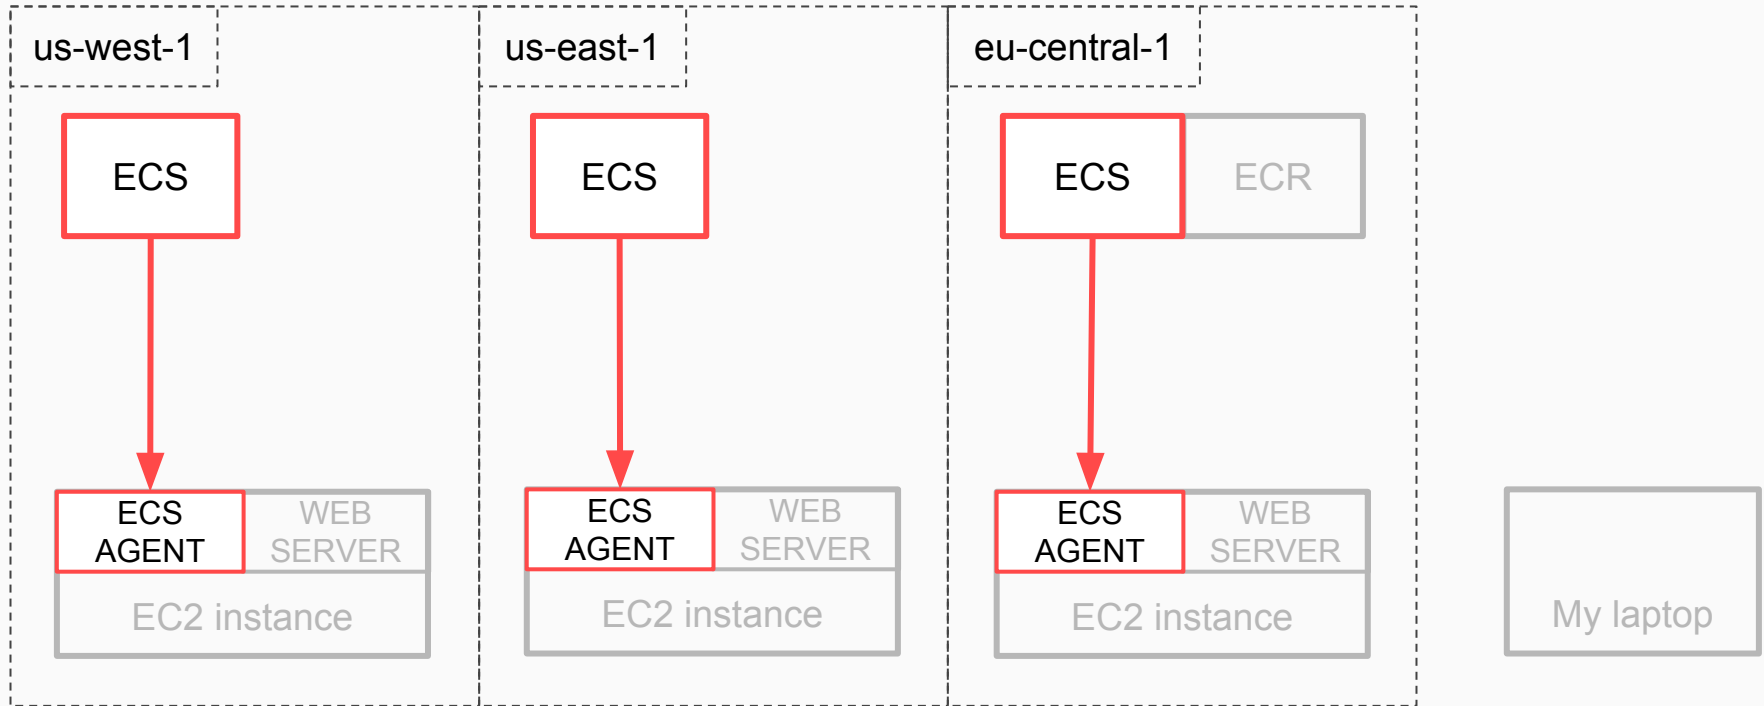 us-west-1
us-east-1
eu-central-1
ECS
ECS
ECS
ECR
ECS
AGENT
WEB
SERVER
EC2 instance
ECS
AGENT
WEB
SERVER
EC2 instance
ECS
AGENT
WEB
SERVER
EC2 instance
My laptop